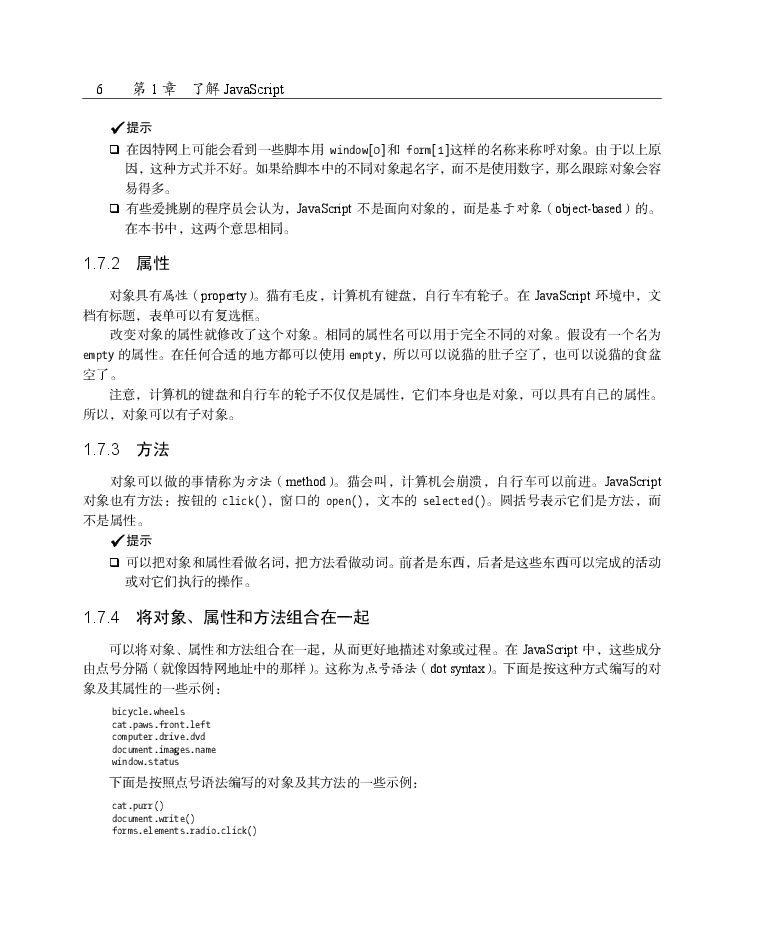 6 第 1 章 了解 JavaScript
✓提示
❑ 在因特网上可能会看到一些脚本用 window[0]和 form[1]这样的名称来称呼对象。由于以上原
因，这种方式并不好。如果给脚本中的不同对象起名字，而不是使用数字，那么跟踪对象会容
易得多。
❑ 有些爱挑剔的程序员会认为，JavaScript 不是面向对象的，而是基于对象（object-based）的。
在本书中，这两个意思相同。
1.7.2 属性
对象具有属性（property）。猫有毛皮，计算机有键盘，自行车有轮子。在 JavaScript 环境中，文
档有标题，表单可以有复选框。
改变对象的属性就修改了这个对象。相同的属性名可以用于完全不同的对象。假设有一个名为
empty 的属性。在任何合适的地方都可以使用 empty，所以可以说猫的肚子空了，也可以说猫的食盆
空了。
注意，计算机的键盘和自行车的轮子不仅仅是属性，它们本身也是对象，可以具有自己的属性。
所以，对象可以有子对象。
1.7.3 方法
对象可以做的事情称为方法（method）。猫会叫，计算机会崩溃，自行车可以前进。JavaScript
对象也有方法：按钮的 click()，窗口的 open()，文本的 selected()。圆括号表示它们是方法，而
不是属性。
✓提示
❑ 可以把对象和属性看做名词，把方法看做动词。前者是东西，后者是这些东西可以完成的活动
或对它们执行的操作。
1.7.4 将对象、属性和方法组合在一起
可以将对象、属性和方法组合在一起，从而更好地描述对象或过程。在 JavaScript 中，这些成分
由点号分隔（就像因特网地址中的那样）。这称为点号语法（dot syntax）。下面是按这种方式编写的对
象及其属性的一些示例：
bicycle.wheels
cat.paws.front.left
computer.drive.dvd
document.images.name
window.status
下面是按照点号语法编写的对象及其方法的一些示例：
cat.purr()
document.write()
forms.elements.radio.click()